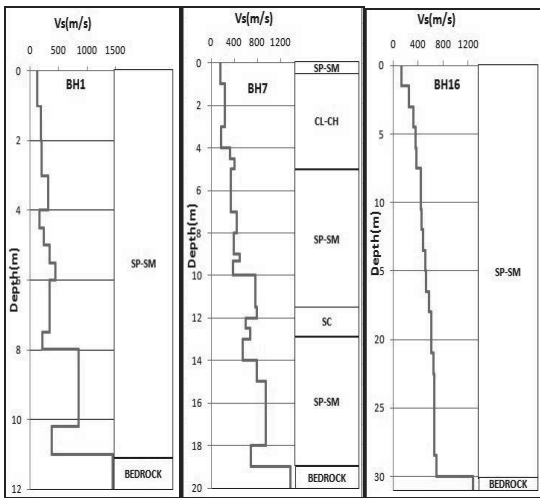 Vs(m/s)
0 500 1000 1500
BH1
0
2
4
6
8
10
12
Depth(m)
SP-SM
BEDROCK
Vs(m/s)
0 400 800 1200
BH7
0
2
4
6
8
10
12
14
16
18
20
Depth(m)
SP-SM
CL-CH
SP-SM
SC
SP-SM
BEDROCK
Vs(m/s)
0 400 800 1200
BH16
0
5
10
15
20
25
30
Depth(m)
SP-SM
BEDROCK